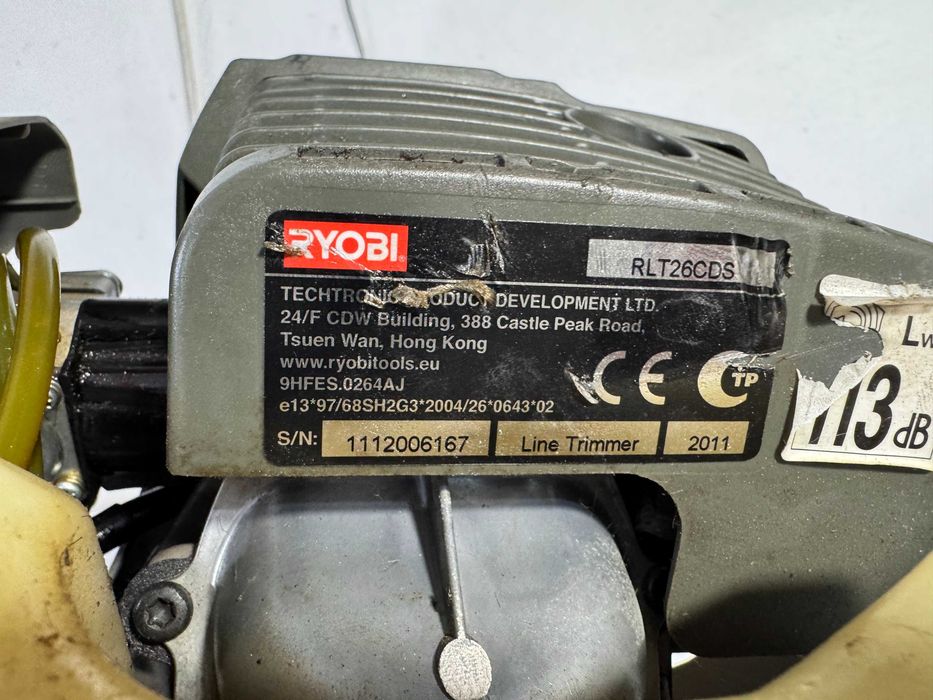 RYOBI
RLT26CDS
TECHTRONIC PRODUCT DEVELOPMENT LTD.
24/F CDW Building, 388 Castle Peak Road,
Tsuen Wan, Hong Kong
www.ryobitools.eu
9HFES.0264AJ
e13*97/68SH2G3*2004/26*0643*02
CE
TP
S/N: 1112006167 Line Trimmer 2011
Lw
113 dB